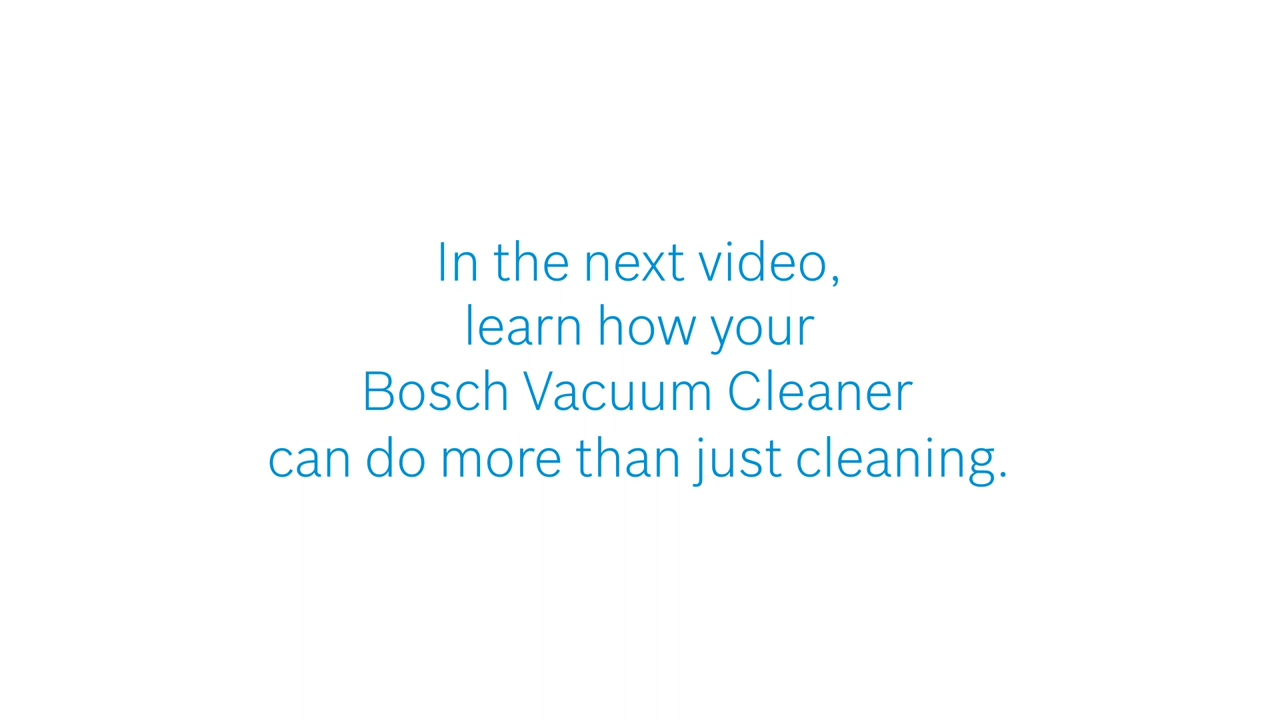 In the next video,
learn how your
Bosch Vacuum Cleaner
can do more than just cleaning.